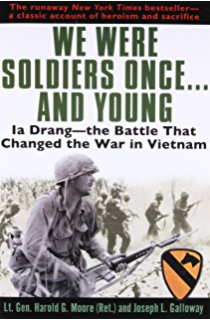 The runaway New York Times bestseller—
a classic account of heroism and sacrifice
WE WERE
SOLDIERS ONCE...
AND YOUNG
Ia Drang—the Battle That
Changed the War in Vietnam
Lt. Gen. Harold G. Moore (Ret.) and Joseph L. Galloway